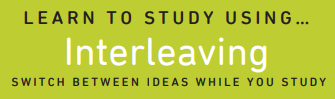 LEARN TO STUDY USING...
Interleaving
SWITCH BETWEEN IDEAS WHILE YOU STUDY